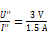 U''/I'' = 3 V/1.5 A